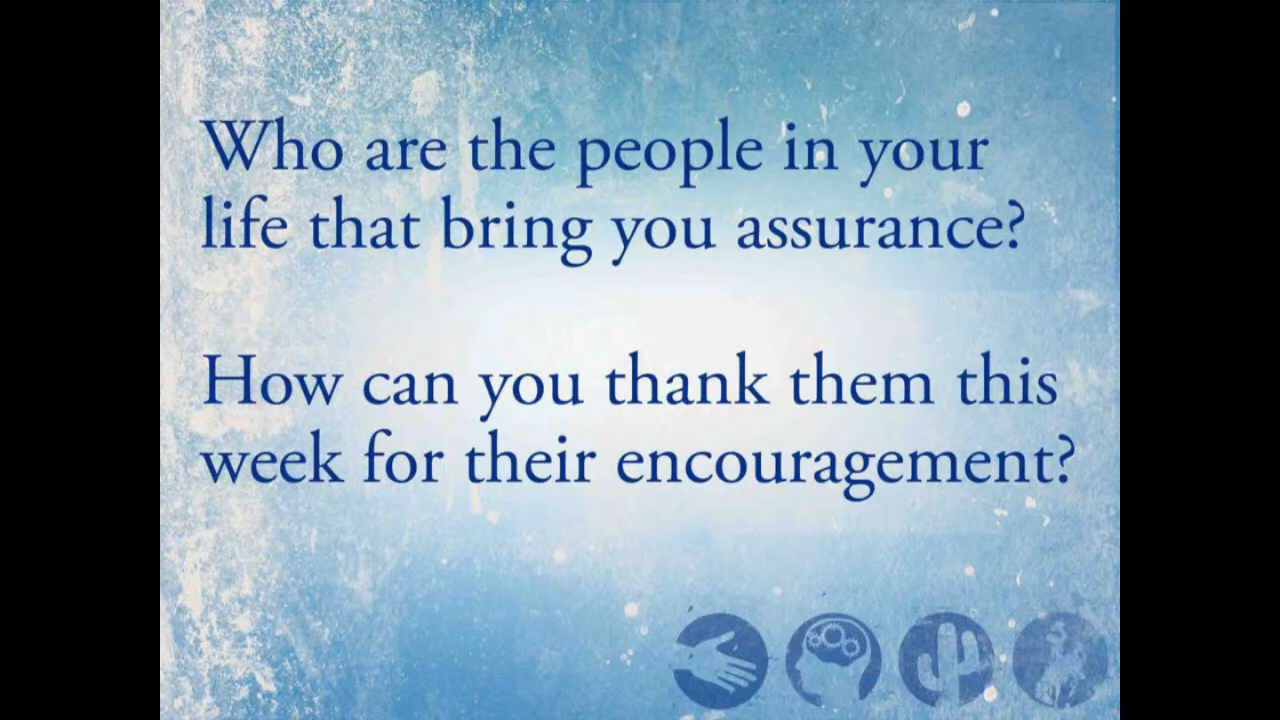 Who are the people in your
life that bring you assurance?
How can you thank them this
week for their encouragement?